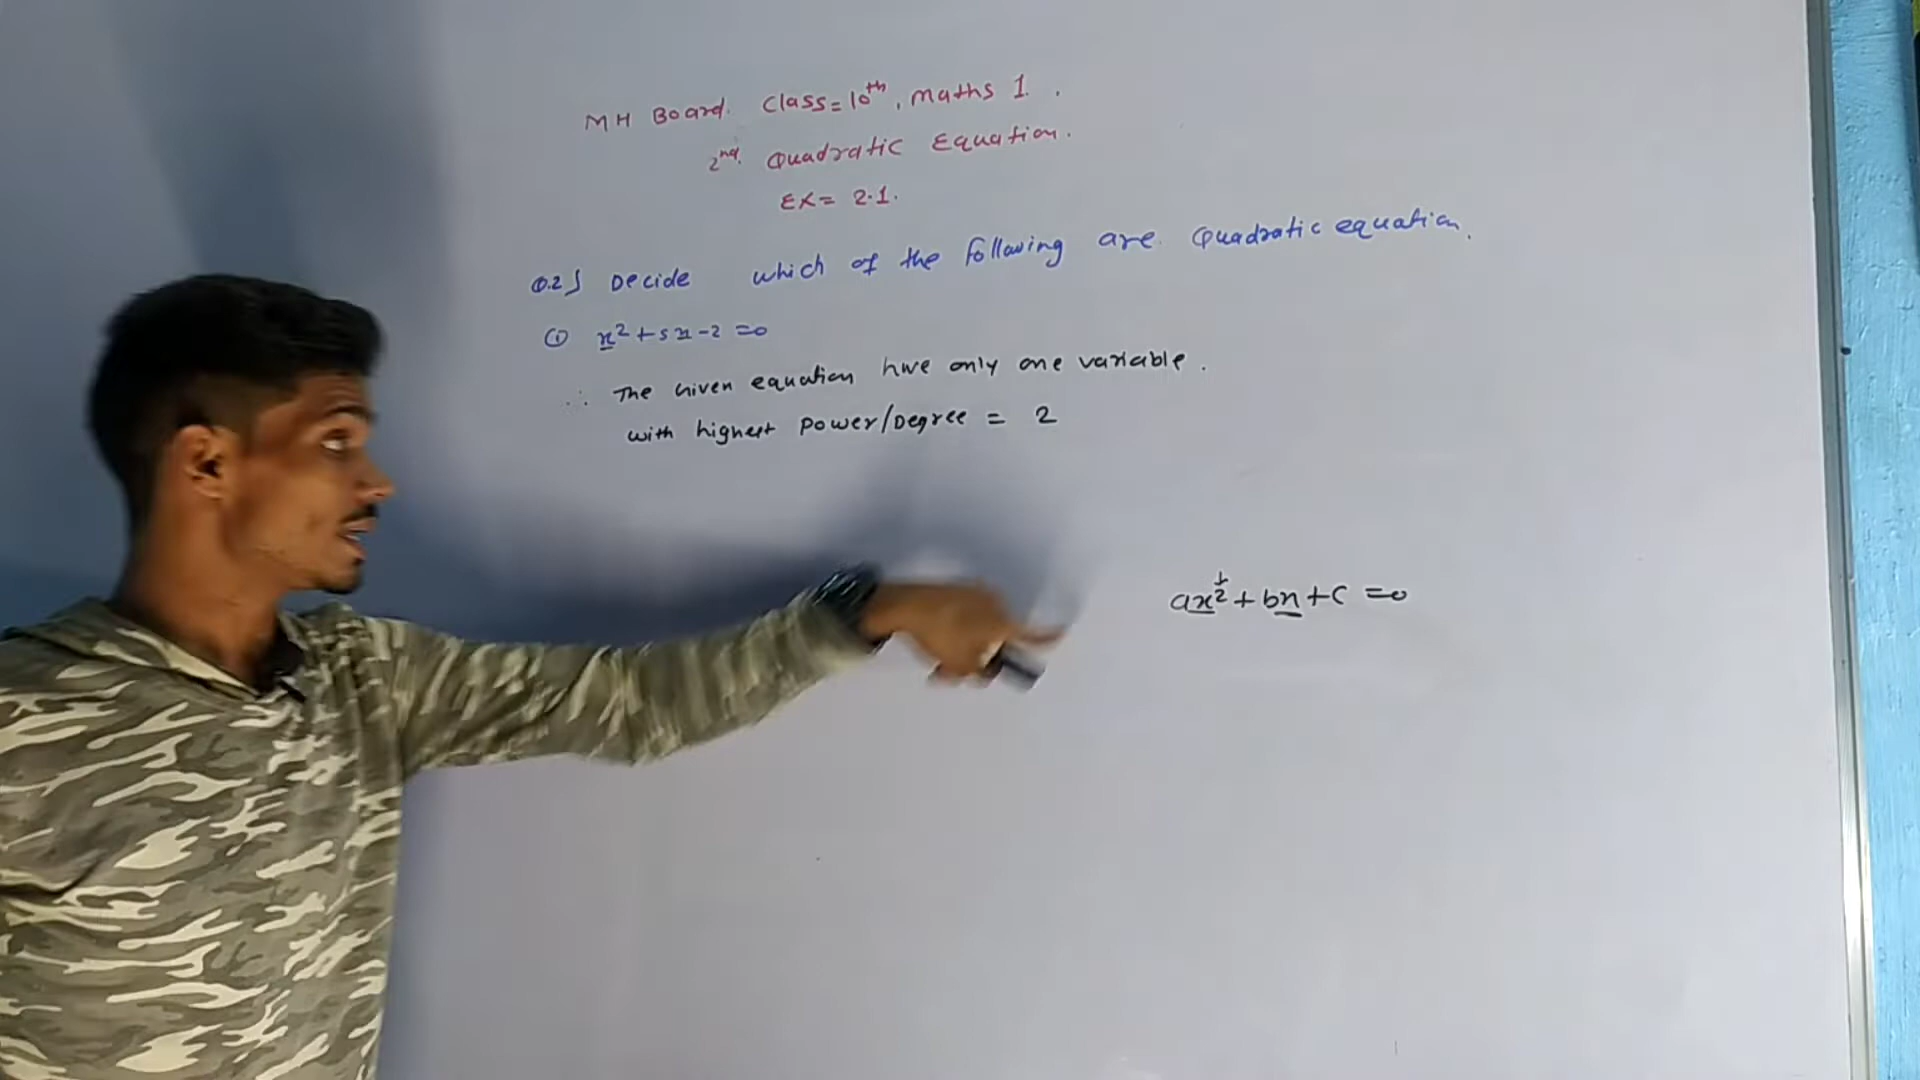 MH Board. Class=10th, Maths 1.
2nd. Quadratic Equation.
EX= 2.1.
Q.2] Decide which of the following are Quadratic equation.
① x²+5x-2=0
∴ The Given equation have only one variable.
with highest Power/Degree = 2
ax²+bx+c=0